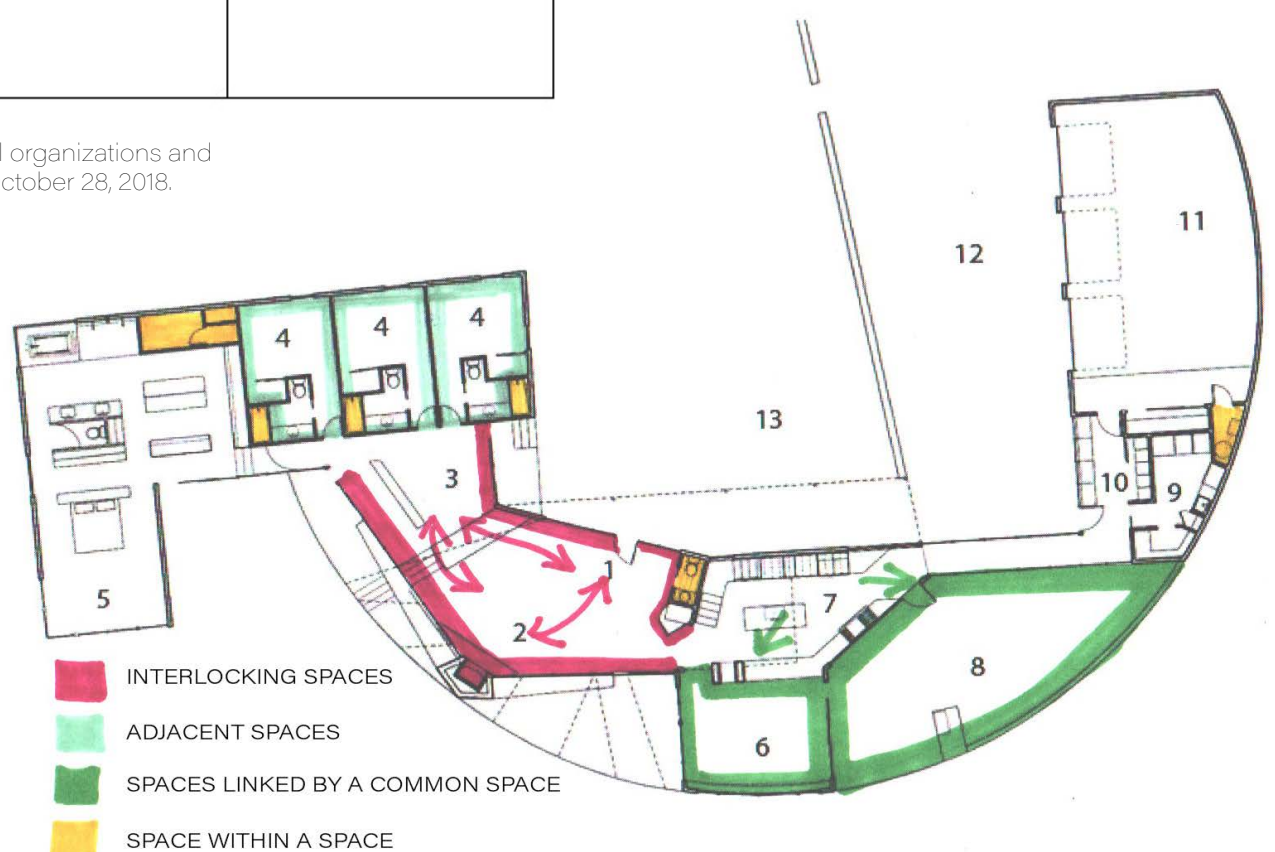 l organizations and
ctober 28, 2018.
11
12
4
4
4
13
3
10
9
1
5
2
7
8
6
INTERLOCKING SPACES
ADJACENT SPACES
SPACES LINKED BY A COMMON SPACE
SPACE WITHIN A SPACE